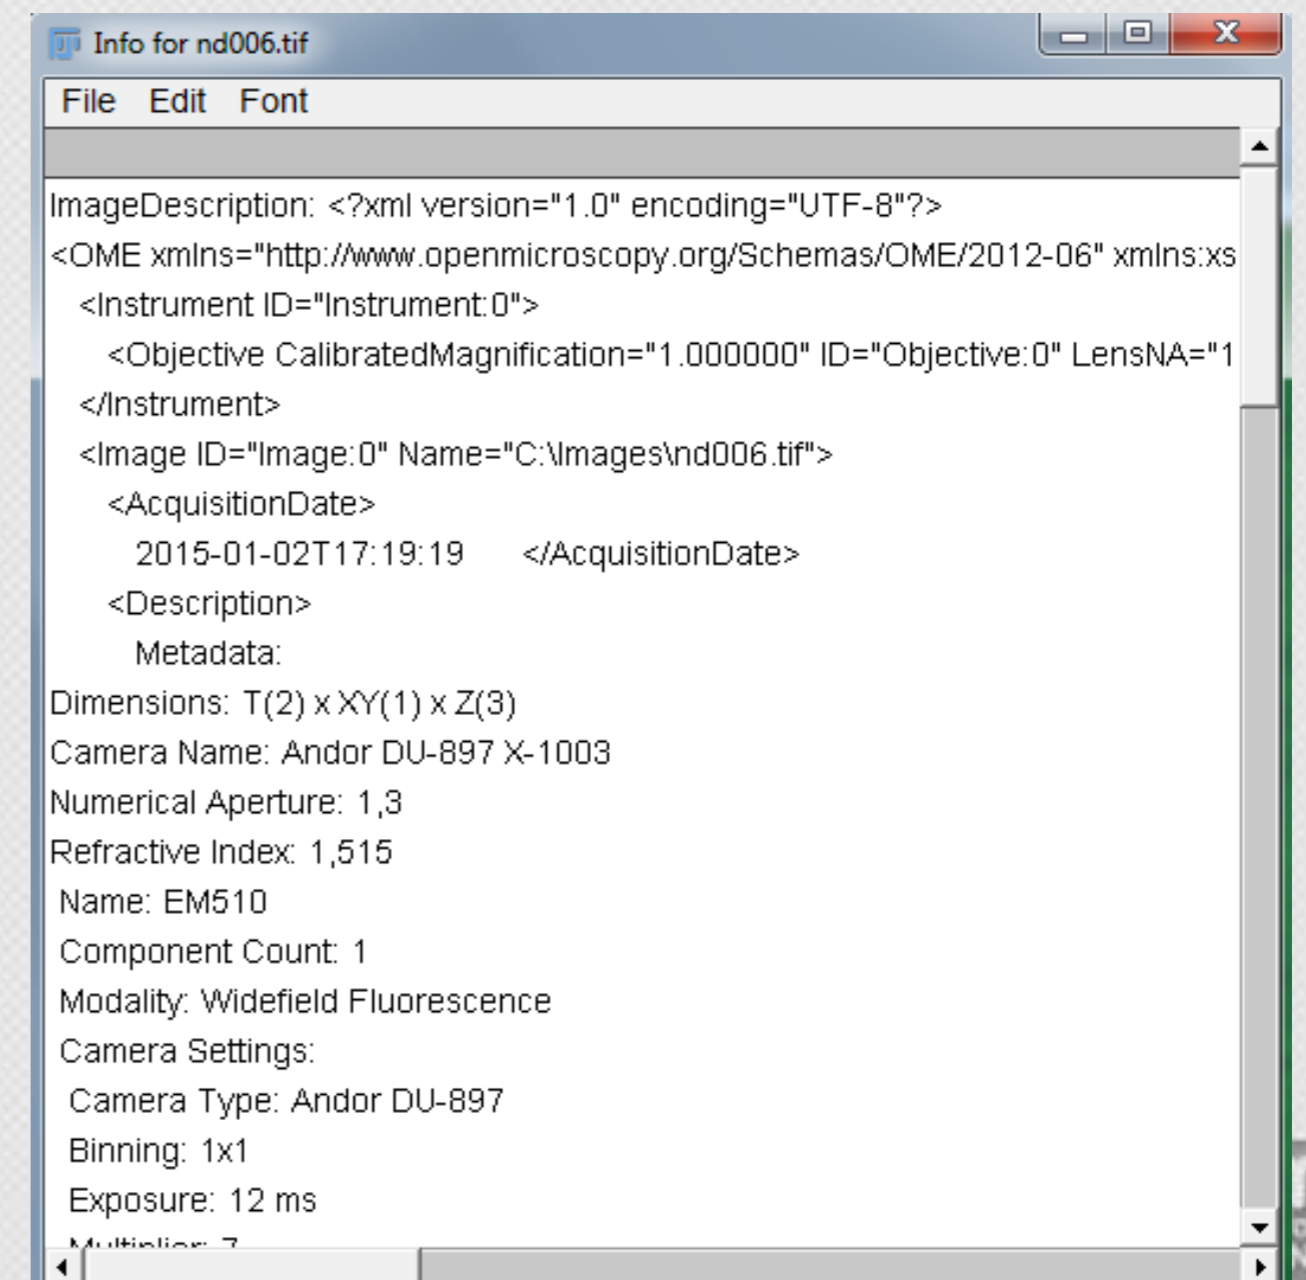 Info for nd006.tif
File Edit Font
ImageDescription: <?xml version="1.0" encoding="UTF-8"?>
<OME xmlns="http://www.openmicroscopy.org/Schemas/OME/2012-06" xmlns:xs
<Instrument ID="Instrument:0">
<Objective CalibratedMagnification="1.000000" ID="Objective:0" LensNA="1
</Instrument>
<Image ID="Image:0" Name="C:\Images\nd006.tif">
<AcquisitionDate>
2015-01-02T17:19:19 </AcquisitionDate>
<Description>
Metadata:
Dimensions: T(2) x XY(1) x Z(3)
Camera Name: Andor DU-897 X-1003
Numerical Aperture: 1,3
Refractive Index: 1,515
Name: EM510
Component Count: 1
Modality: Widefield Fluorescence
Camera Settings:
Camera Type: Andor DU-897
Binning: 1x1
Exposure: 12 ms
Multiplier: 7